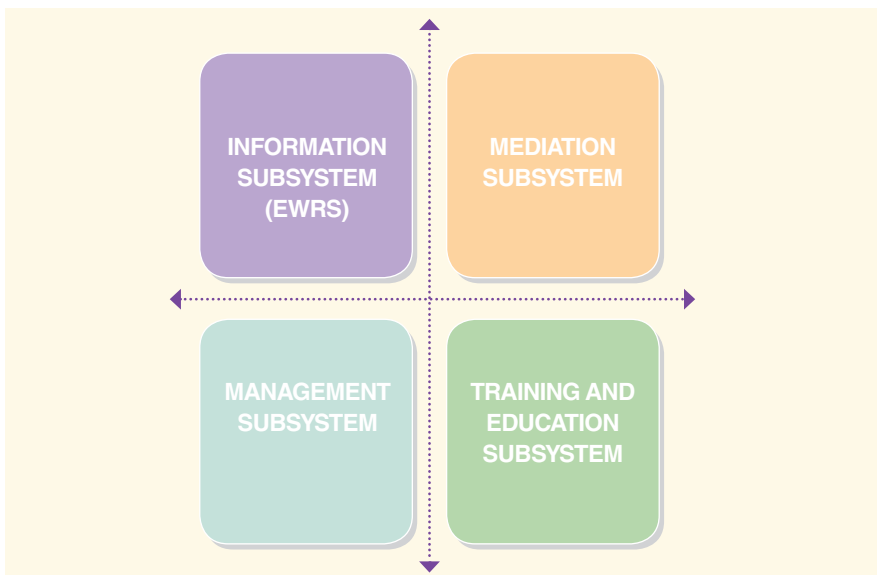 INFORMATION
SUBSYSTEM
(EWRS)
MEDIATION
SUBSYSTEM
MANAGEMENT
SUBSYSTEM
TRAINING AND
EDUCATION
SUBSYSTEM